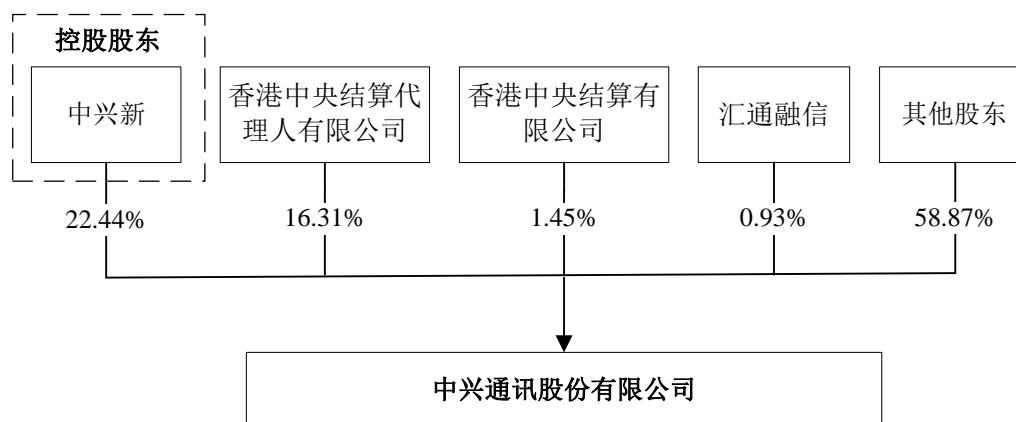 控股股东
中兴新
香港中央结算代
理人有限公司
香港中央结算有
限公司
汇通融信
其他股东
22.44%
16.31%
1.45%
0.93%
58.87%
中兴通讯股份有限公司